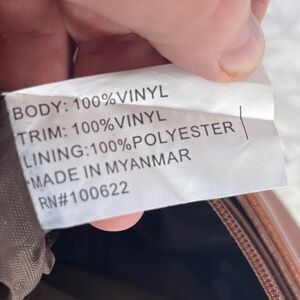 BODY: 100%VINYL
TRIM: 100%VINYL
LINING:100%POLYESTER
*MADE IN MYANMAR
RN#100622